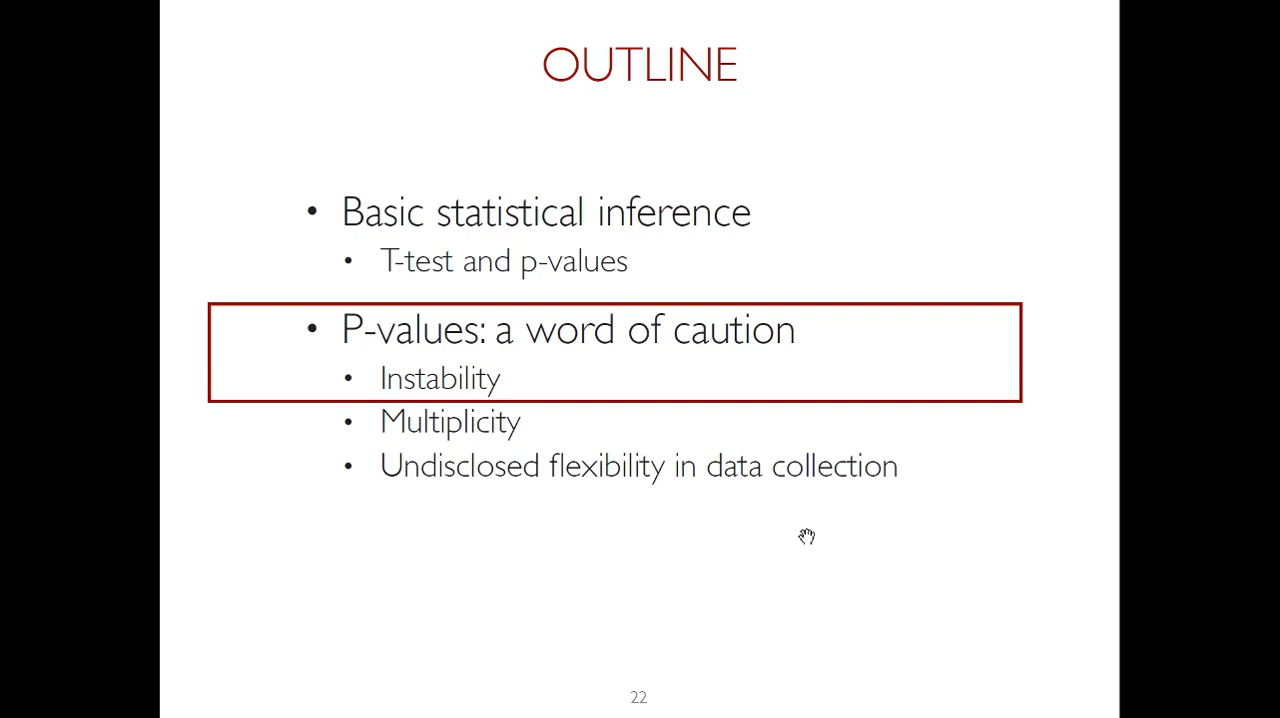 OUTLINE
• Basic statistical inference
• T-test and p-values
• P-values: a word of caution
• Instability
• Multiplicity
• Undisclosed flexibility in data collection
22